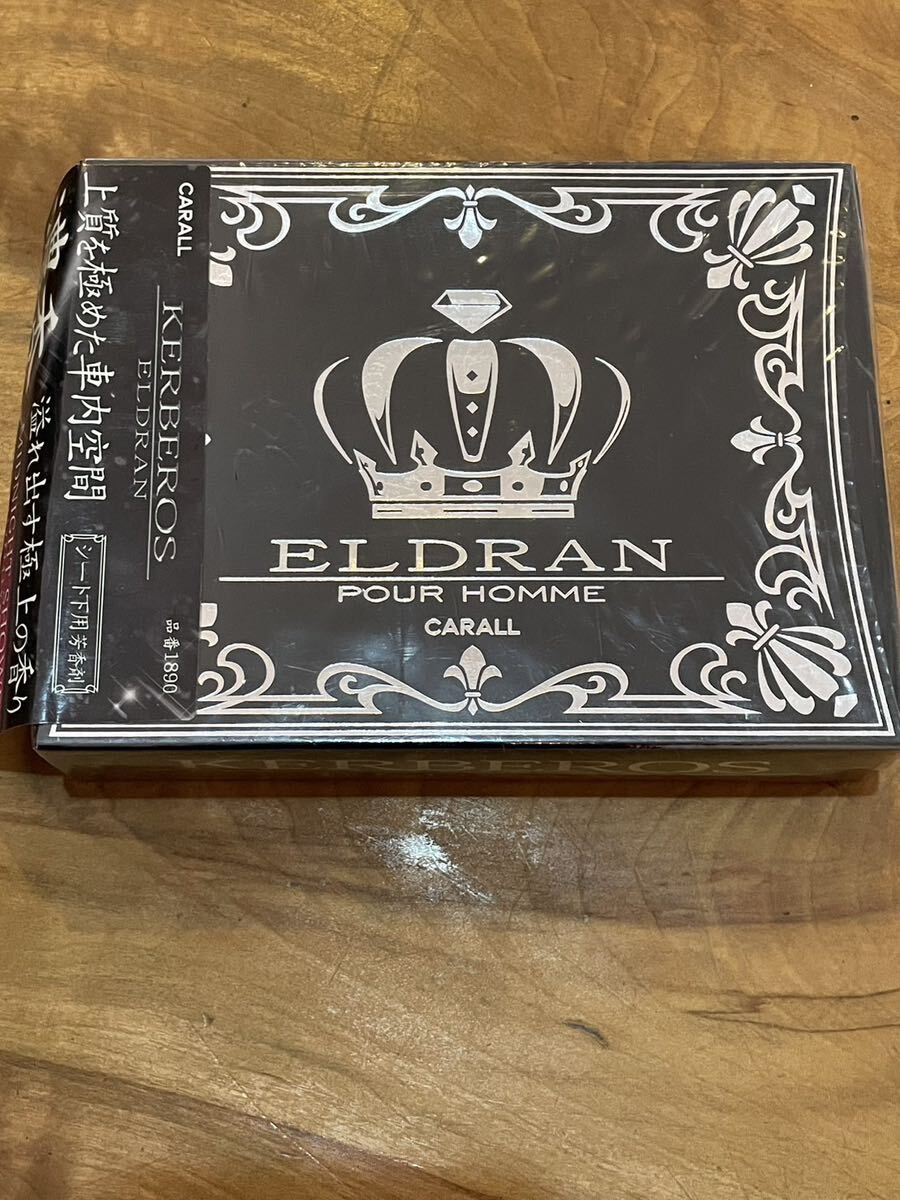 CARALL
KERBEROS
ELDRAN
品番1890
上質を極めた車内空間
シート下用 芳香剤
溢れ出す極上の香り
ELDRAN
POUR HOMME
CARALL
KERBEROS